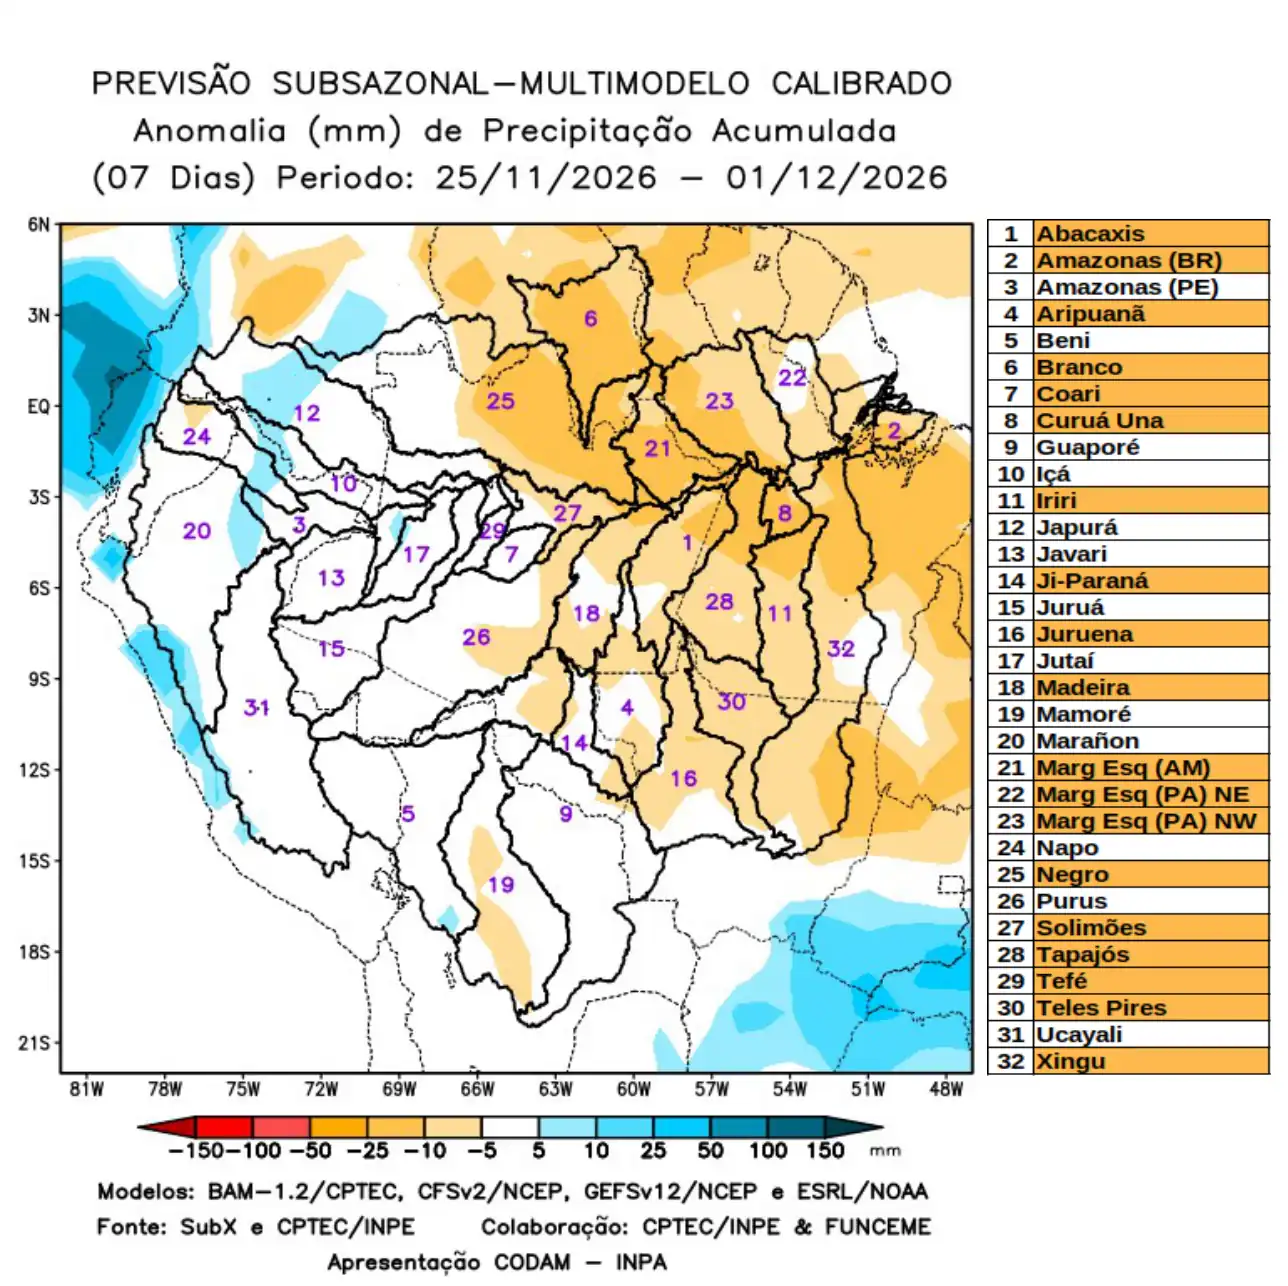 PREVISÃO SUBSAZONAL-MULTIMODELO CALIBRADO
Anomalia (mm) de Precipitação Acumulada
(07 Dias) Periodo: 25/11/2026 - 01/12/2026
6N
3N
EQ
3S
6S
9S
12S
15S
18S
21S
81W 78W 75W 72W 69W 66W 63W 60W 57W 54W 51W 48W
6
22
25
23
12
24
21
2
10
27
8
3
20
29
17
7
1
13
18
28
11
26
15
32
31
4
30
14
16
5
9
19
1 Abacaxis
2 Amazonas (BR)
3 Amazonas (PE)
4 Aripuanã
5 Beni
6 Branco
7 Coari
8 Curuá Una
9 Guaporé
10 Içá
11 Iriri
12 Japurá
13 Javari
14 Ji-Paraná
15 Juruá
16 Juruena
17 Jutaí
18 Madeira
19 Mamoré
20 Marañon
21 Marg Esq (AM)
22 Marg Esq (PA) NE
23 Marg Esq (PA) NW
24 Napo
25 Negro
26 Purus
27 Solimões
28 Tapajós
29 Tefé
30 Teles Pires
31 Ucayali
32 Xingu
-150 -100 -50 -25 -10 -5 5 10 25 50 100 150 mm
Modelos: BAM-1.2/CPTEC, CFSv2/NCEP, GEFSv12/NCEP e ESRL/NOAA
Fonte: SubX e CPTEC/INPE Colaboração: CPTEC/INPE & FUNCEME
Apresentação CODAM - INPA